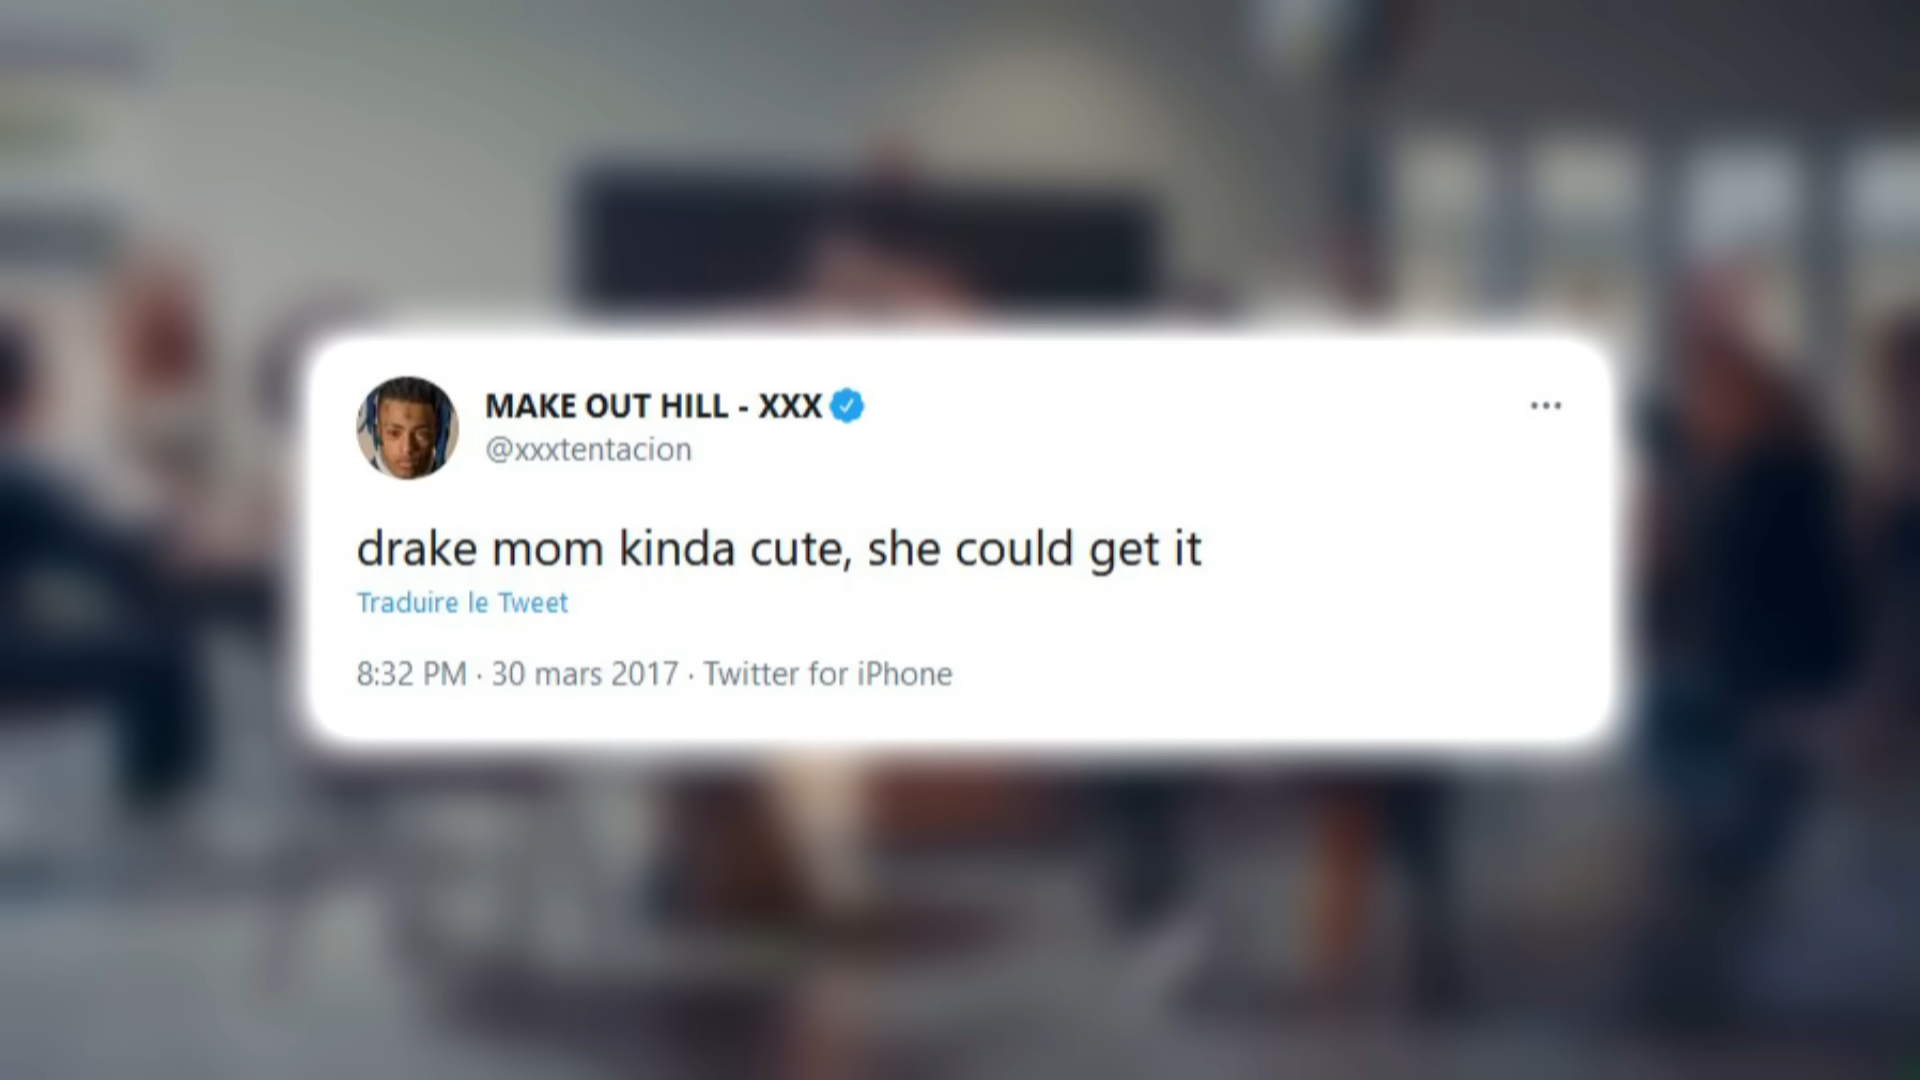 MAKE OUT HILL - XXX
@xxxtentacion
drake mom kinda cute, she could get it
Traduire le Tweet
8:32 PM · 30 mars 2017 · Twitter for iPhone